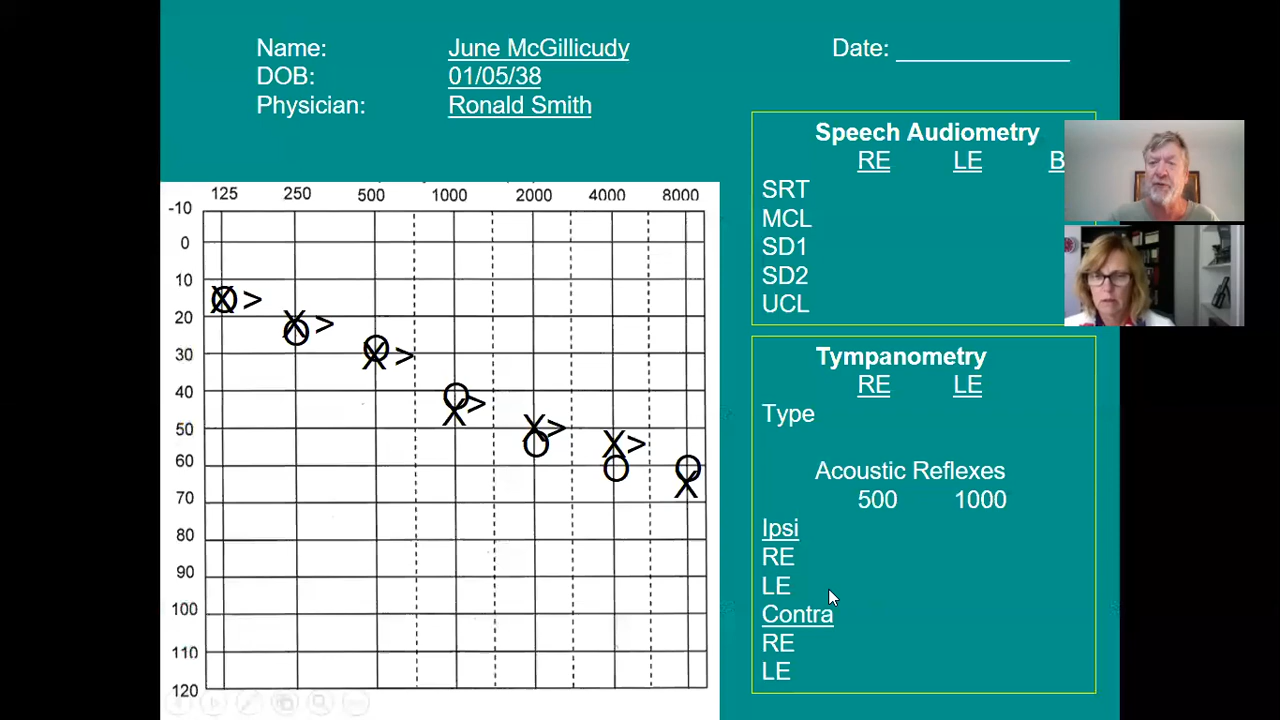 Name: June McGillicudy Date:
DOB: 01/05/38
Physician: Ronald Smith
125 250 500 1000 2000 4000 8000
-10
0
10
20
30
40
50
60
70
80
90
100
110
120
X O >
X O >
O X >
O X >
X > O
X > O
O X
Speech Audiometry
RE LE B
SRT
MCL
SD1
SD2
UCL
Tympanometry
RE LE
Type
Acoustic Reflexes
500 1000
Ipsi
RE
LE
Contra
RE
LE